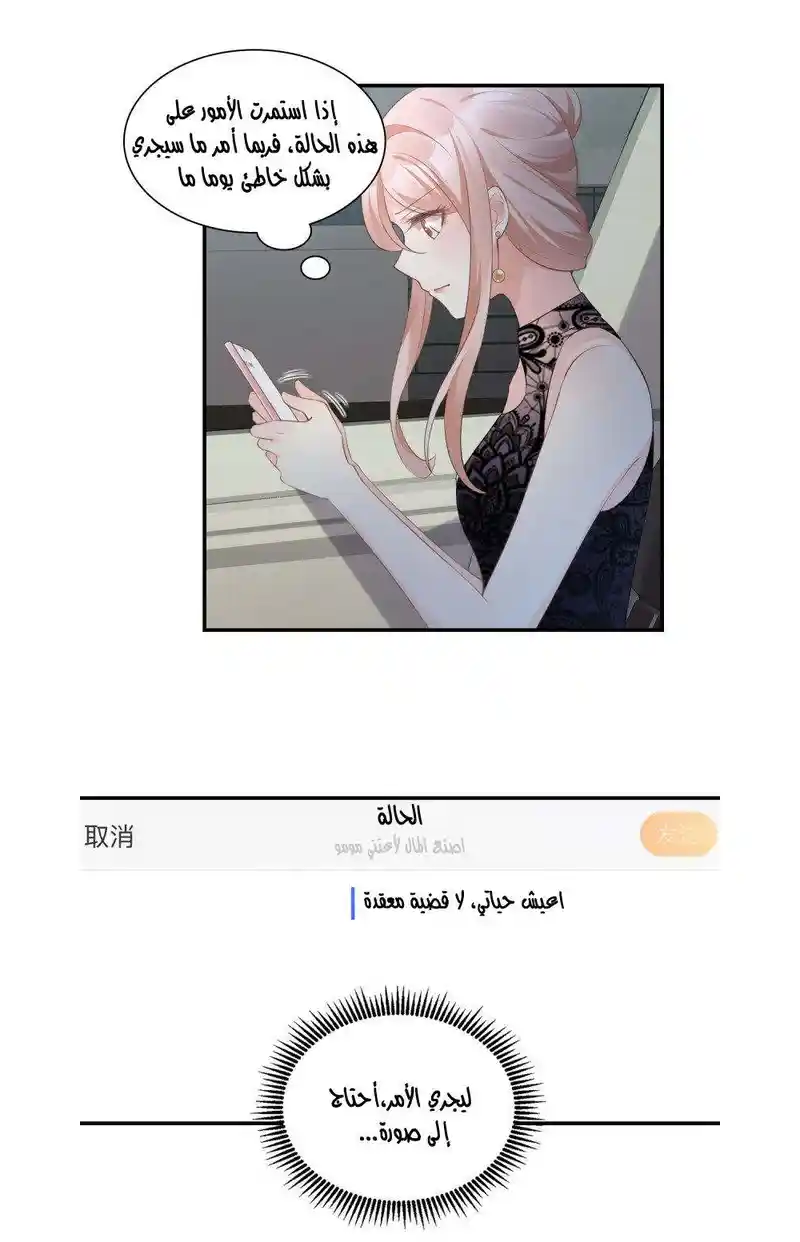 إذا استمرت الأمور على
هذه الحالة، فربما أمر ما سيجري
بشكل خاطئ يوما ما
الحالة
取消
اصنع المال لأعتني مومو
اعيش حياتي، لا قضية معقدة
ليجري الأمر،أحتاج
إلى صورة...